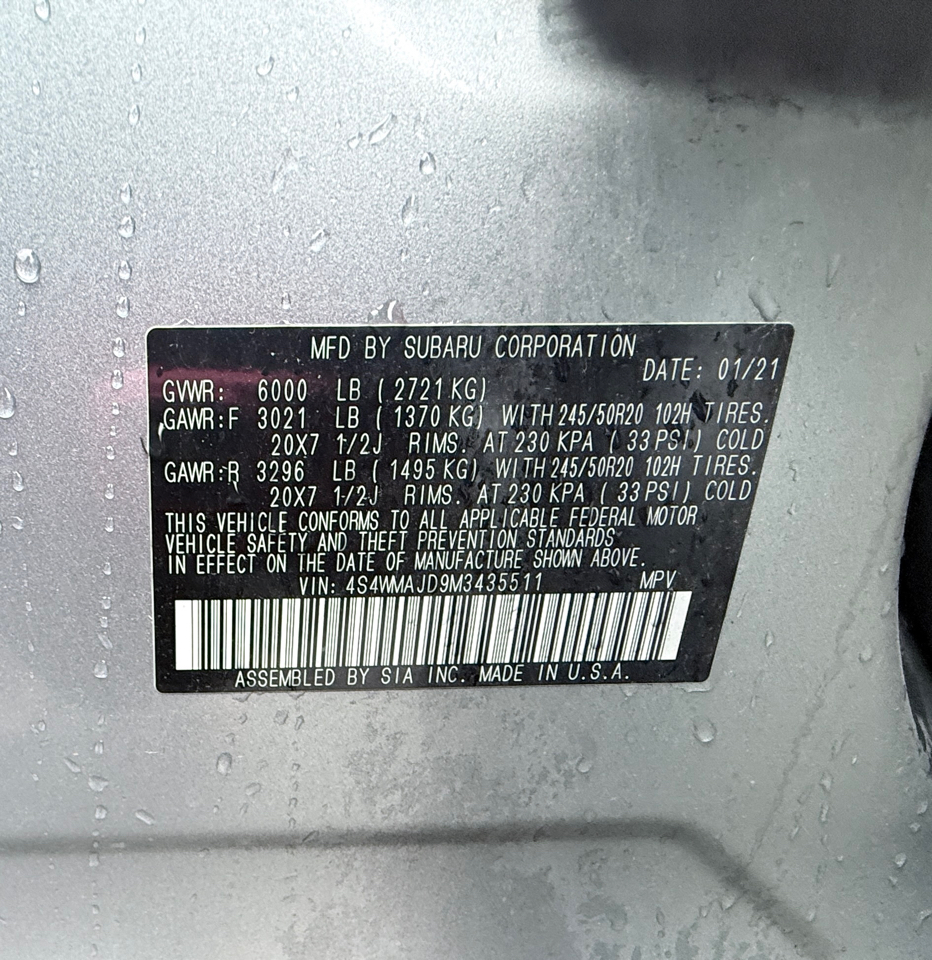 MFD BY SUBARU CORPORATION
DATE: 01/21
GVWR: 6000 LB (2721 KG)
GAWR:F 3021 LB (1370 KG) WITH 245/50R20 102H TIRES.
20X7 1/2J RIMS. AT 230 KPA (33 PSI) COLD
GAWR:R 3296 LB (1495 KG) WITH 245/50R20 102H TIRES.
20X7 1/2J RIMS. AT 230 KPA (33 PSI) COLD
THIS VEHICLE CONFORMS TO ALL APPLICABLE FEDERAL MOTOR
VEHICLE SAFETY AND THEFT PREVENTION STANDARDS
IN EFFECT ON THE DATE OF MANUFACTURE SHOWN ABOVE.
VIN: 4S4WMAJD9M3435511 MPV
ASSEMBLED BY SIA INC. MADE IN U.S.A.